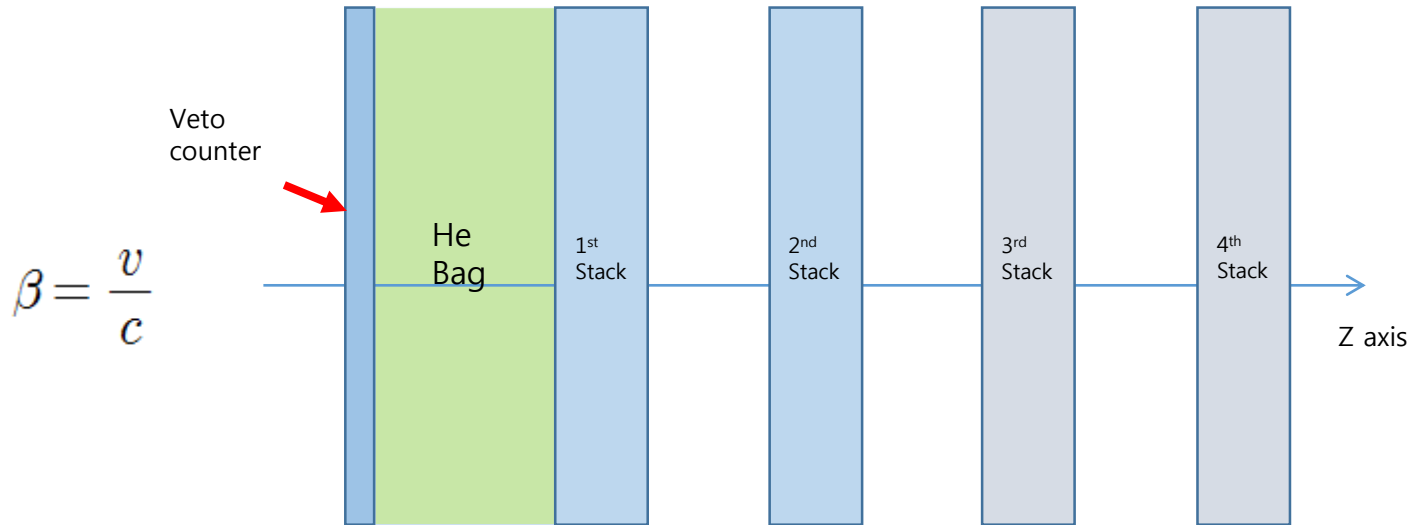 Veto
counter
He
Bag
1st
Stack
2nd
Stack
3rd
Stack
4th
Stack
β = v/c
Z axis